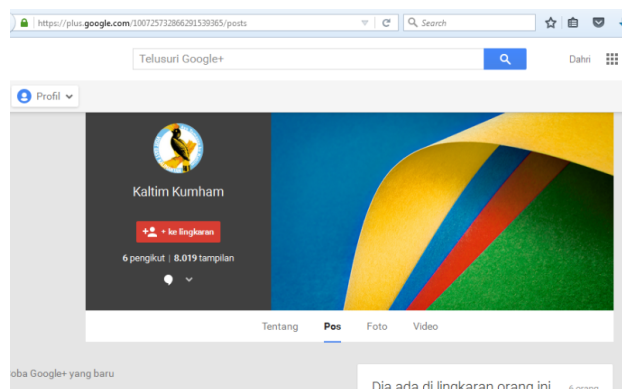 https://plus.google.com/100725732866291539365/posts
Search
Telusuri Google+
Dahri
Profil
Kaltim Kumham
+ ke lingkaran
6 pengikut | 8.019 tampilan
Tentang Pos Foto Video
oba Google+ yang baru
Dia ada di lingkaran orang ini 6 orang